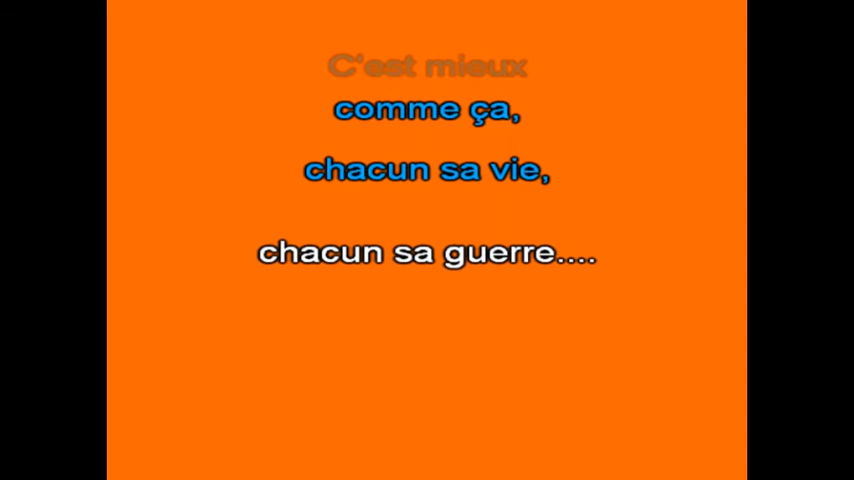 C'est mieux
comme ça,
chacun sa vie,
chacun sa guerre....